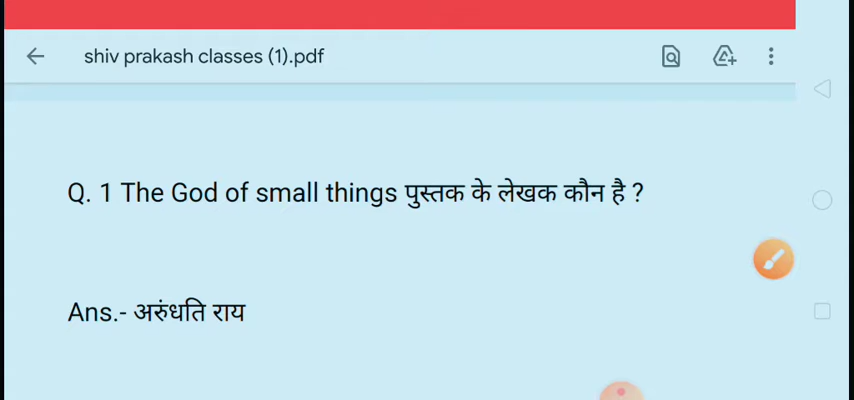 shiv prakash classes (1).pdf
Q. 1 The God of small things पुस्तक के लेखक कौन है ?
Ans.- अरुंधति राय